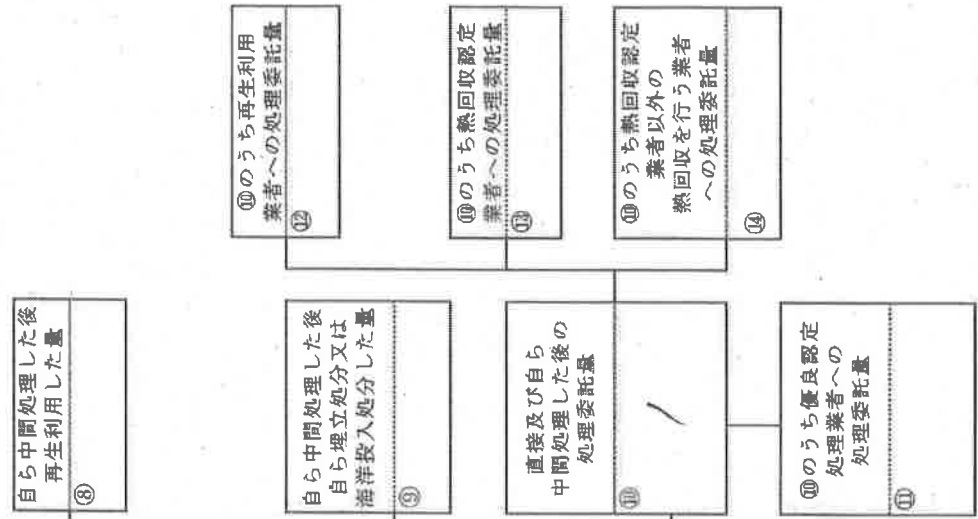 自ら中間処理した後
再生利用した量
⑧
自ら中間処理した後
自ら埋立処分又は
海洋投入処分した量
⑨
直接及び自ら
中間処理した後の
処理委託量
⑩
⑩のうち優良認定
処理業者への
処理委託量
⑪
⑩のうち再生利用
業者への処理委託量
⑫
⑩のうち熱回収認定
業者への処理委託量
⑬
⑩のうち熱回収認定
業者以外の
熱回収を行う業者
への処理委託量
⑭